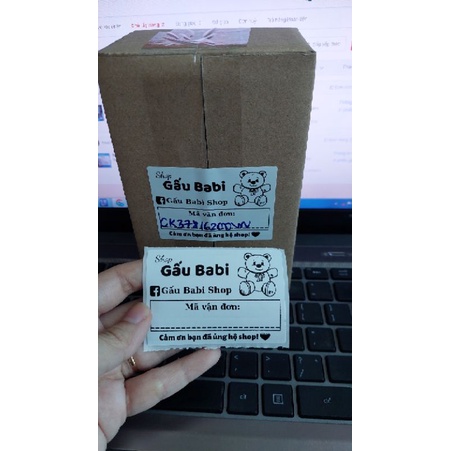 Shop
Gấu Babi
Gấu Babi Shop
Mã vận đơn:
Cảm ơn bạn đã ủng hộ shop!
Shop
Gấu Babi
Gấu Babi Shop
Mã vận đơn:
Cảm ơn bạn đã ủng hộ shop!